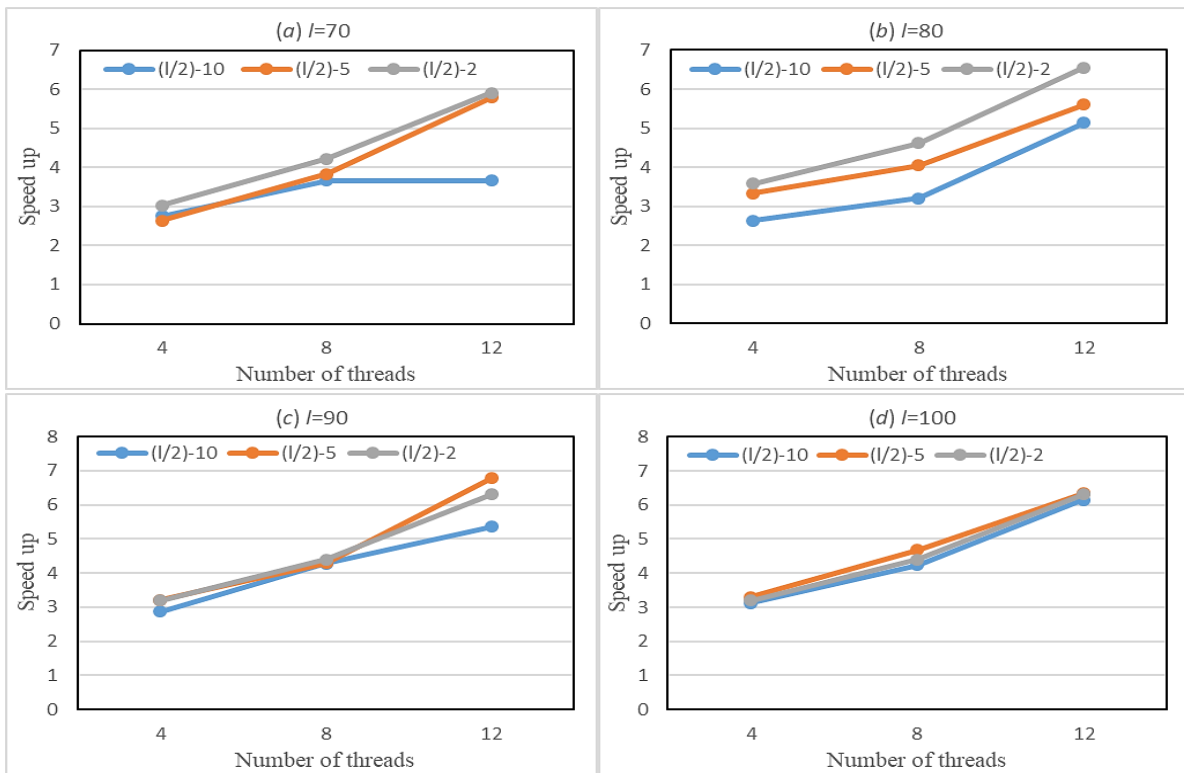 (a) l=70
7
(l/2)-10 (l/2)-5 (l/2)-2
6
5
4
3
2
1
0
Speed up
4 8 12
Number of threads
(b) l=80
7
(l/2)-10 (l/2)-5 (l/2)-2
6
5
4
3
2
1
0
Speed up
4 8 12
Number of threads
(c) l=90
8
(l/2)-10 (l/2)-5 (l/2)-2
7
6
5
4
3
2
1
0
Speed up
4 8 12
Number of threads
(d) l=100
8
(l/2)-10 (l/2)-5 (l/2)-2
7
6
5
4
3
2
1
0
Speed up
4 8 12
Number of threads